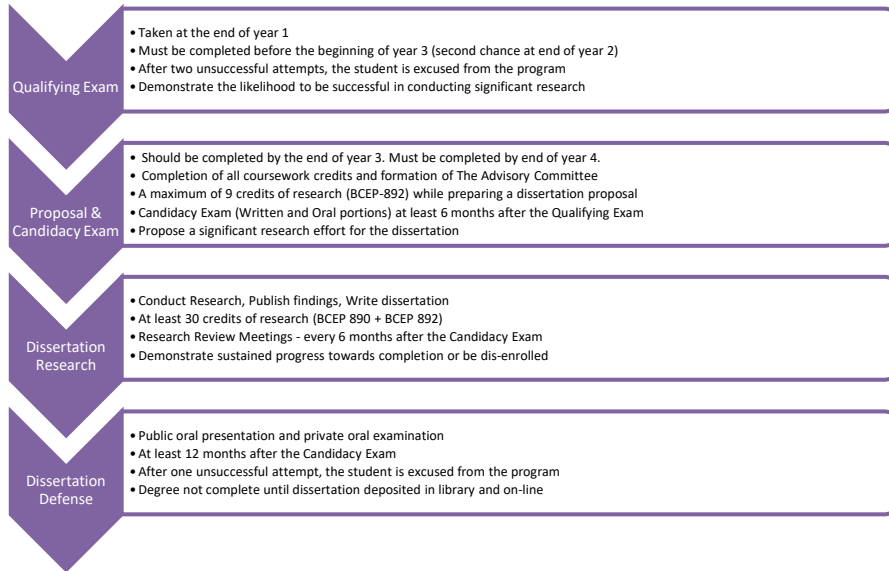 Qualifying Exam
• Taken at the end of year 1
• Must be completed before the beginning of year 3 (second chance at end of year 2)
• After two unsuccessful attempts, the student is excused from the program
• Demonstrate the likelihood to be successful in conducting significant research
Proposal &
Candidacy Exam
• Should be completed by the end of year 3. Must be completed by end of year 4.
• Completion of all coursework credits and formation of The Advisory Committee
• A maximum of 9 credits of research (BCEP-892) while preparing a dissertation proposal
• Candidacy Exam (Written and Oral portions) at least 6 months after the Qualifying Exam
• Propose a significant research effort for the dissertation
Dissertation
Research
• Conduct Research, Publish findings, Write dissertation
• At least 30 credits of research (BCEP 890 + BCEP 892)
• Research Review Meetings - every 6 months after the Candidacy Exam
• Demonstrate sustained progress towards completion or be dis-enrolled
Dissertation
Defense
• Public oral presentation and private oral examination
• At least 12 months after the Candidacy Exam
• After one unsuccessful attempt, the student is excused from the program
• Degree not complete until dissertation deposited in library and on-line